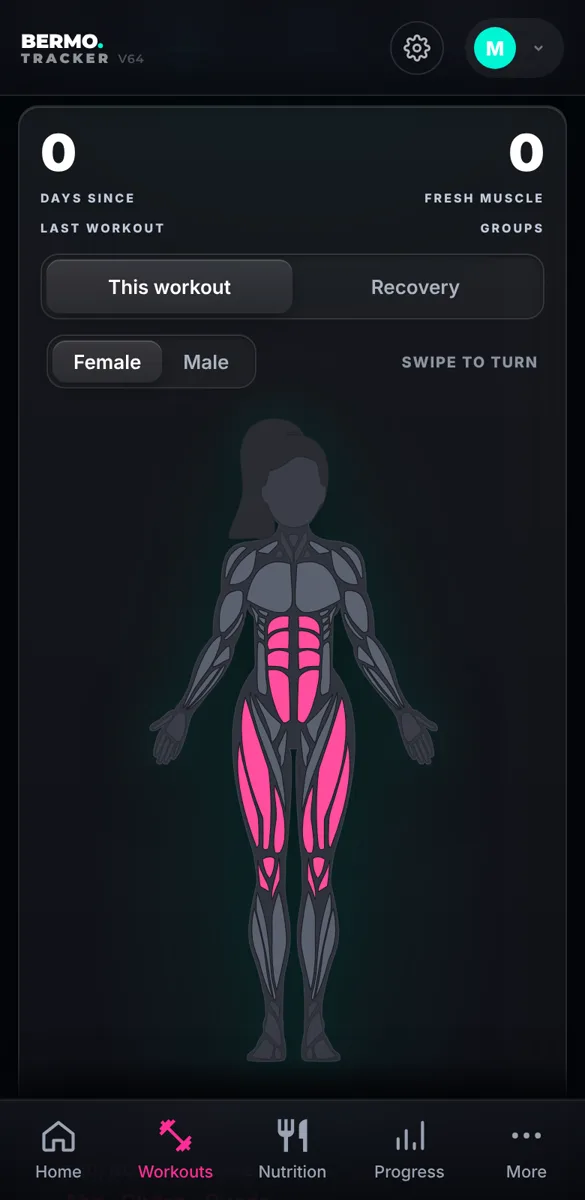 BERMO.
TRACKER V64
M
0
0
DAYS SINCE
LAST WORKOUT
FRESH MUSCLE
GROUPS
This workout
Recovery
Female
Male
SWIPE TO TURN
Home
Workouts
Nutrition
Progress
More